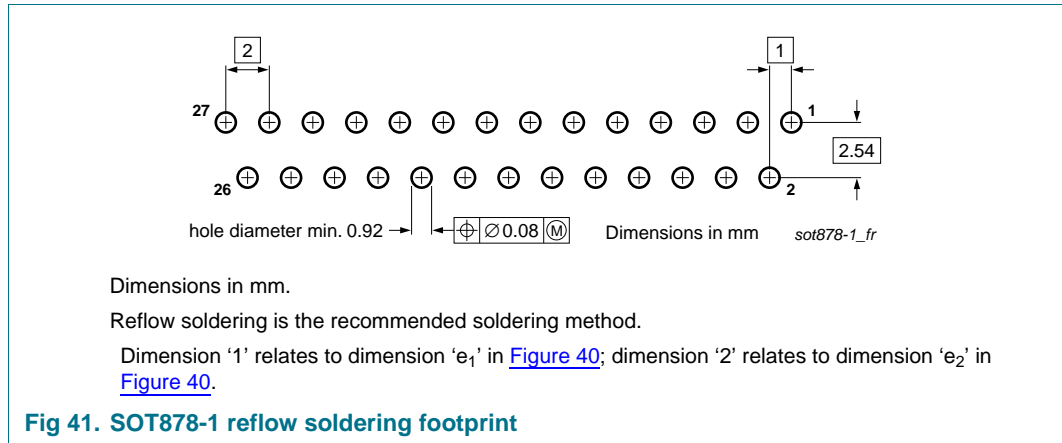 2
1
27
1
2.54
26
2
hole diameter min. 0.92
⌖ ∅ 0.08 Ⓜ
Dimensions in mm
sot878-1_fr
Dimensions in mm.
Reflow soldering is the recommended soldering method.
Dimension ‘1’ relates to dimension ‘e₁’ in Figure 40; dimension ‘2’ relates to dimension ‘e₂’ in
Figure 40.
Fig 41. SOT878-1 reflow soldering footprint